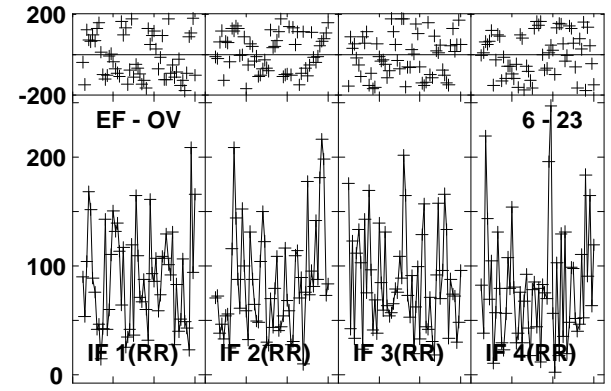 200
-200
EF - OV
6 - 23
200
100
0
IF 1(RR)
IF 2(RR)
IF 3(RR)
IF 4(RR)